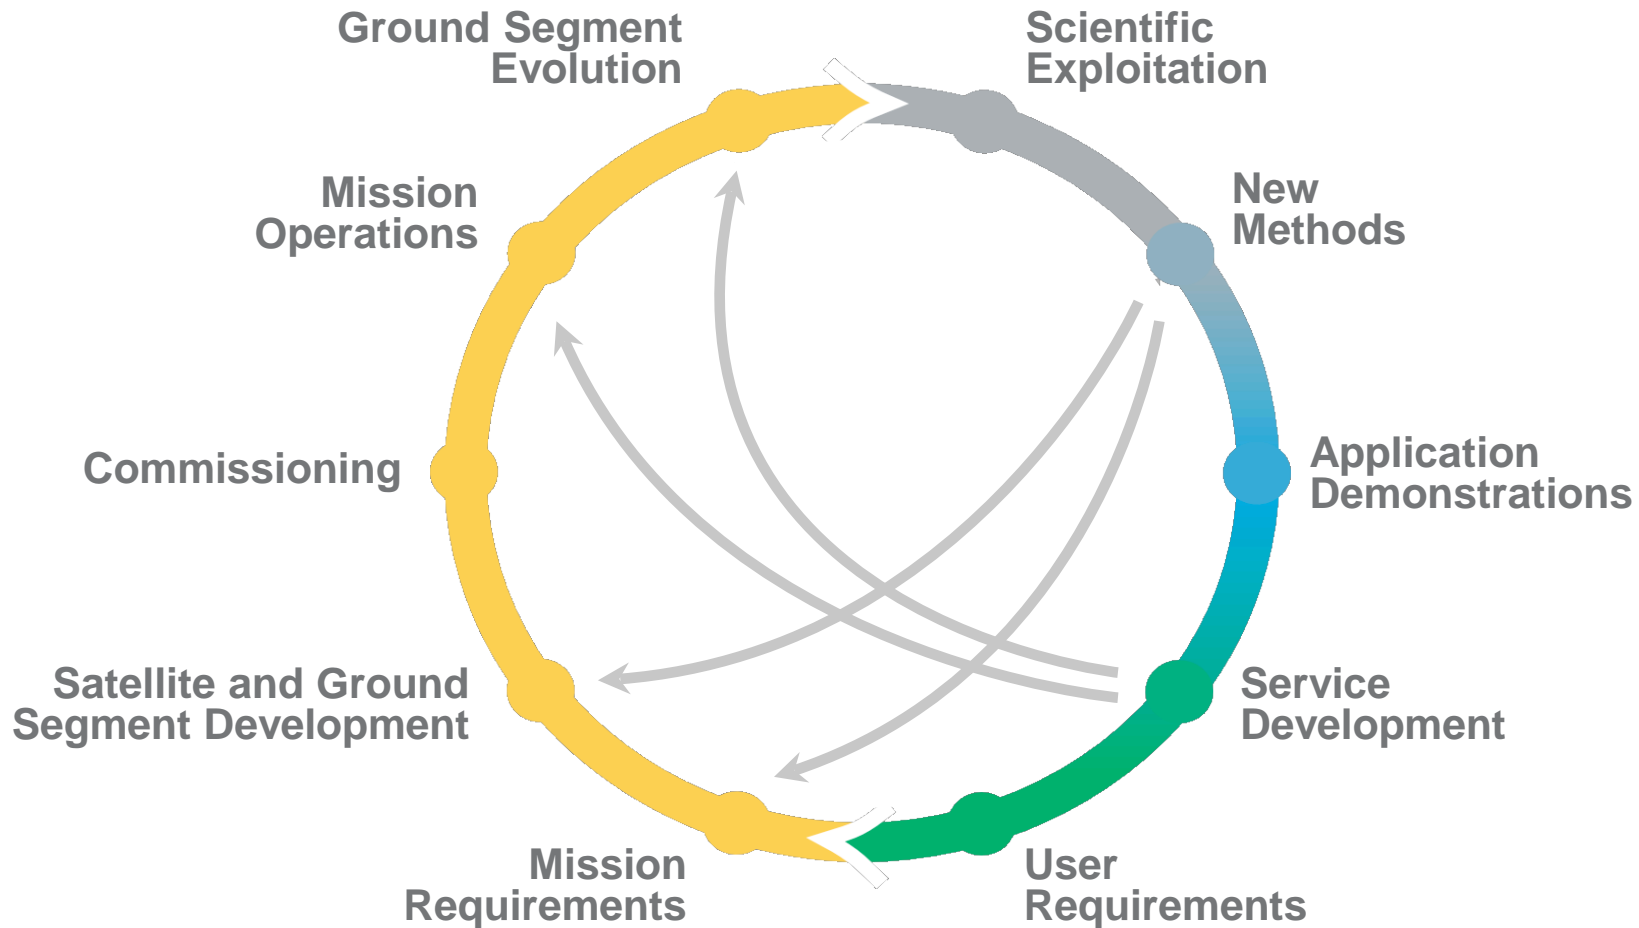 Ground Segment
Evolution
Scientific
Exploitation
Mission
Operations
New
Methods
Commissioning
Application
Demonstrations
Satellite and Ground
Segment Development
Service
Development
Mission
Requirements
User
Requirements